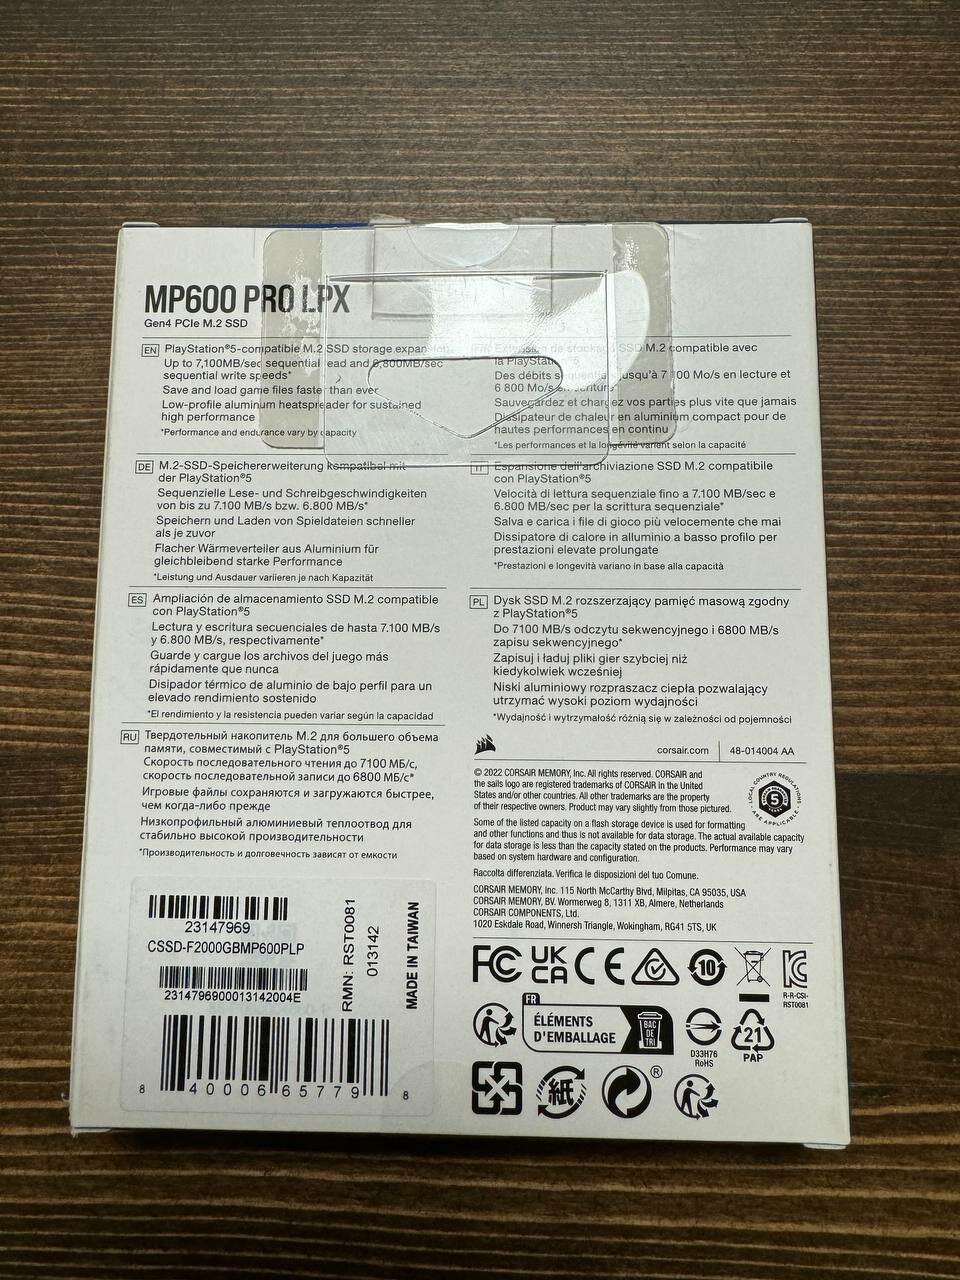 MP600 PRO LPX
Gen4 PCIe M.2 SSD
EN PlayStation®5-compatible M.2 SSD storage expansion
Up to 7,100MB/sec sequential read and 6,800MB/sec
sequential write speeds*
Save and load game files faster than ever
Low-profile aluminum heatspreader for sustained
high performance
*Performance and endurance vary by capacity
FR Extension de stockage SSD M.2 compatible avec
la PlayStation
Des débits séquentiels jusqu'à 7 100 Mo/s en lecture et
6 800 Mo/s en écriture*
Sauvegardez et chargez vos parties plus vite que jamais
Dissipateur de chaleur en aluminium compact pour de
hautes performances en continu
*Les performances et la longévité varient selon la capacité
DE M.2-SSD-Speichererweiterung kompatibel mit
der PlayStation®5
Sequenzielle Lese- und Schreibgeschwindigkeiten
von bis zu 7.100 MB/s bzw. 6.800 MB/s*
Speichern und Laden von Spieldateien schneller
als je zuvor
Flacher Wärmeverteiler aus Aluminium für
gleichbleibend starke Performance
*Leistung und Ausdauer variieren je nach Kapazität
IT Espansione dell'archiviazione SSD M.2 compatibile
con PlayStation®5
Velocità di lettura sequenziale fino a 7.100 MB/sec e
6.800 MB/sec per la scrittura sequenziale*
Salva e carica i file di gioco più velocemente che mai
Dissipatore di calore in alluminio a basso profilo per
prestazioni elevate prolungate
*Prestazioni e longevità variano in base alla capacità
ES Ampliación de almacenamiento SSD M.2 compatible
con PlayStation®5
Lectura y escritura secuenciales de hasta 7.100 MB/s
y 6.800 MB/s, respectivamente*
Guarde y cargue los archivos del juego más
rápidamente que nunca
Disipador térmico de aluminio de bajo perfil para un
elevado rendimiento sostenido
*El rendimiento y la resistencia pueden variar según la capacidad
PL Dysk SSD M.2 rozszerzający pamięć masową zgodny
z PlayStation®5
Do 7100 MB/s odczytu sekwencyjnego i 6800 MB/s
zapisu sekwencyjnego*
Zapisuj i ładuj pliki gier szybciej niż
kiedykolwiek wcześniej
Niski aluminiowy rozpraszacz ciepła pozwalający
utrzymać wysoki poziom wydajności
*Wydajność i wytrzymałość różnią się w zależności od pojemności
RU Твердотельный накопитель M.2 для большего объема
памяти, совместимый с PlayStation®5
Скорость последовательного чтения до 7100 МБ/с,
скорость последовательной записи до 6800 МБ/с*
Игровые файлы сохраняются и загружаются быстрее,
чем когда-либо прежде
Низкопрофильный алюминиевый теплоотвод для
стабильно высокой производительности
*Производительность и долговечность зависят от емкости
corsair.com 48-014004 AA
© 2022 CORSAIR MEMORY, Inc. All rights reserved. CORSAIR and
the sails logo are registered trademarks of CORSAIR in the United
States and/or other countries. All other trademarks are the property
of their respective owners. Product may vary slightly from those pictured.
LOCAL COUNTRY REGULATIONS
5
ARE APPLICABLE
Some of the listed capacity on a flash storage device is used for formatting
and other functions and thus is not available for data storage. The actual available capacity
for data storage is less than the capacity stated on the products. Performance may vary
based on system hardware and configuration.
Raccolta differenziata. Verifica le disposizioni del tuo Comune.
CORSAIR MEMORY, Inc. 115 North McCarthy Blvd, Milpitas, CA 95035, USA
CORSAIR MEMORY, BV. Wormerweg 8, 1311 XB, Almere, Netherlands
CORSAIR COMPONENTS, Ltd.
1020 Eskdale Road, Winnersh Triangle, Wokingham, RG41 5TS, UK
23147969
CSSD-F2000GBMP600PLP
2314796900013142004E
8 40006 65779 8
RMN: RST0081
013142
MADE IN TAIWAN
FC UK CA CE 10
R-R-CSI-
RST0081
FR
ÉLÉMENTS
D'EMBALLAGE
BAC
DE
TRI
D33H76
RoHS
21
PAP
紙
®